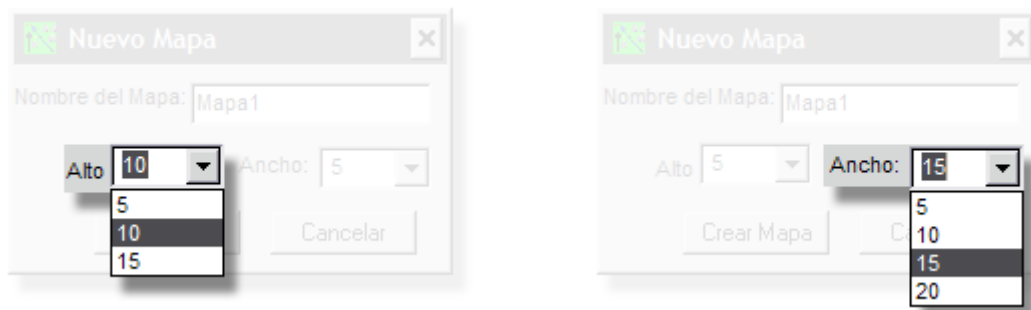 Nuevo Mapa
Nombre del Mapa: Mapa1
Alto 10 Ancho: 5
5
10
15
Cancelar
Nuevo Mapa
Nombre del Mapa: Mapa1
Alto 5 Ancho: 15
5
10
15
20
Crear Mapa